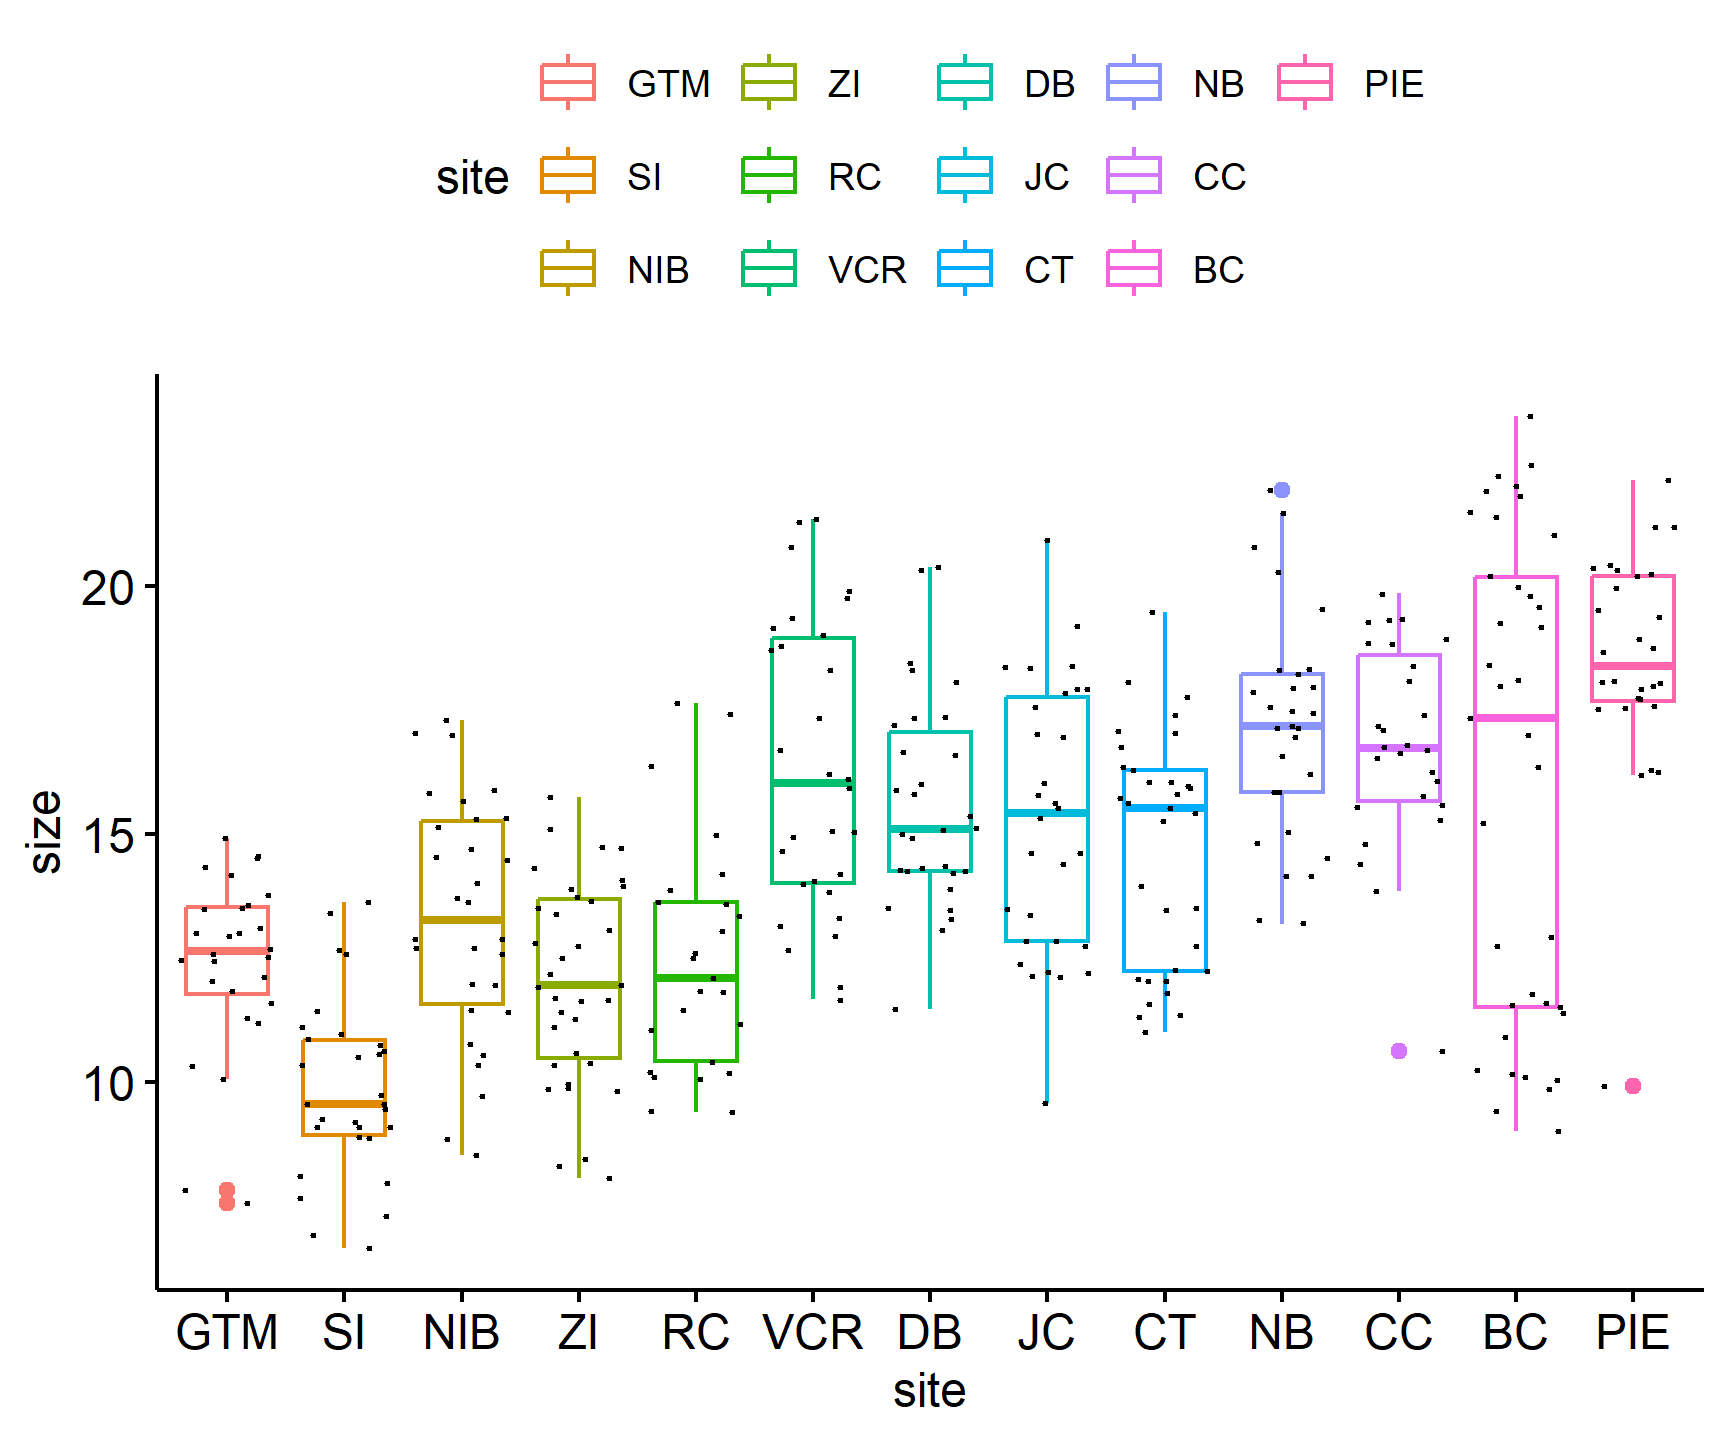 GTM ZI DB NB PIE
site SI RC JC CC
NIB VCR CT BC
size
20
15
10
GTM SI NIB ZI RC VCR DB JC CT NB CC BC PIE
site